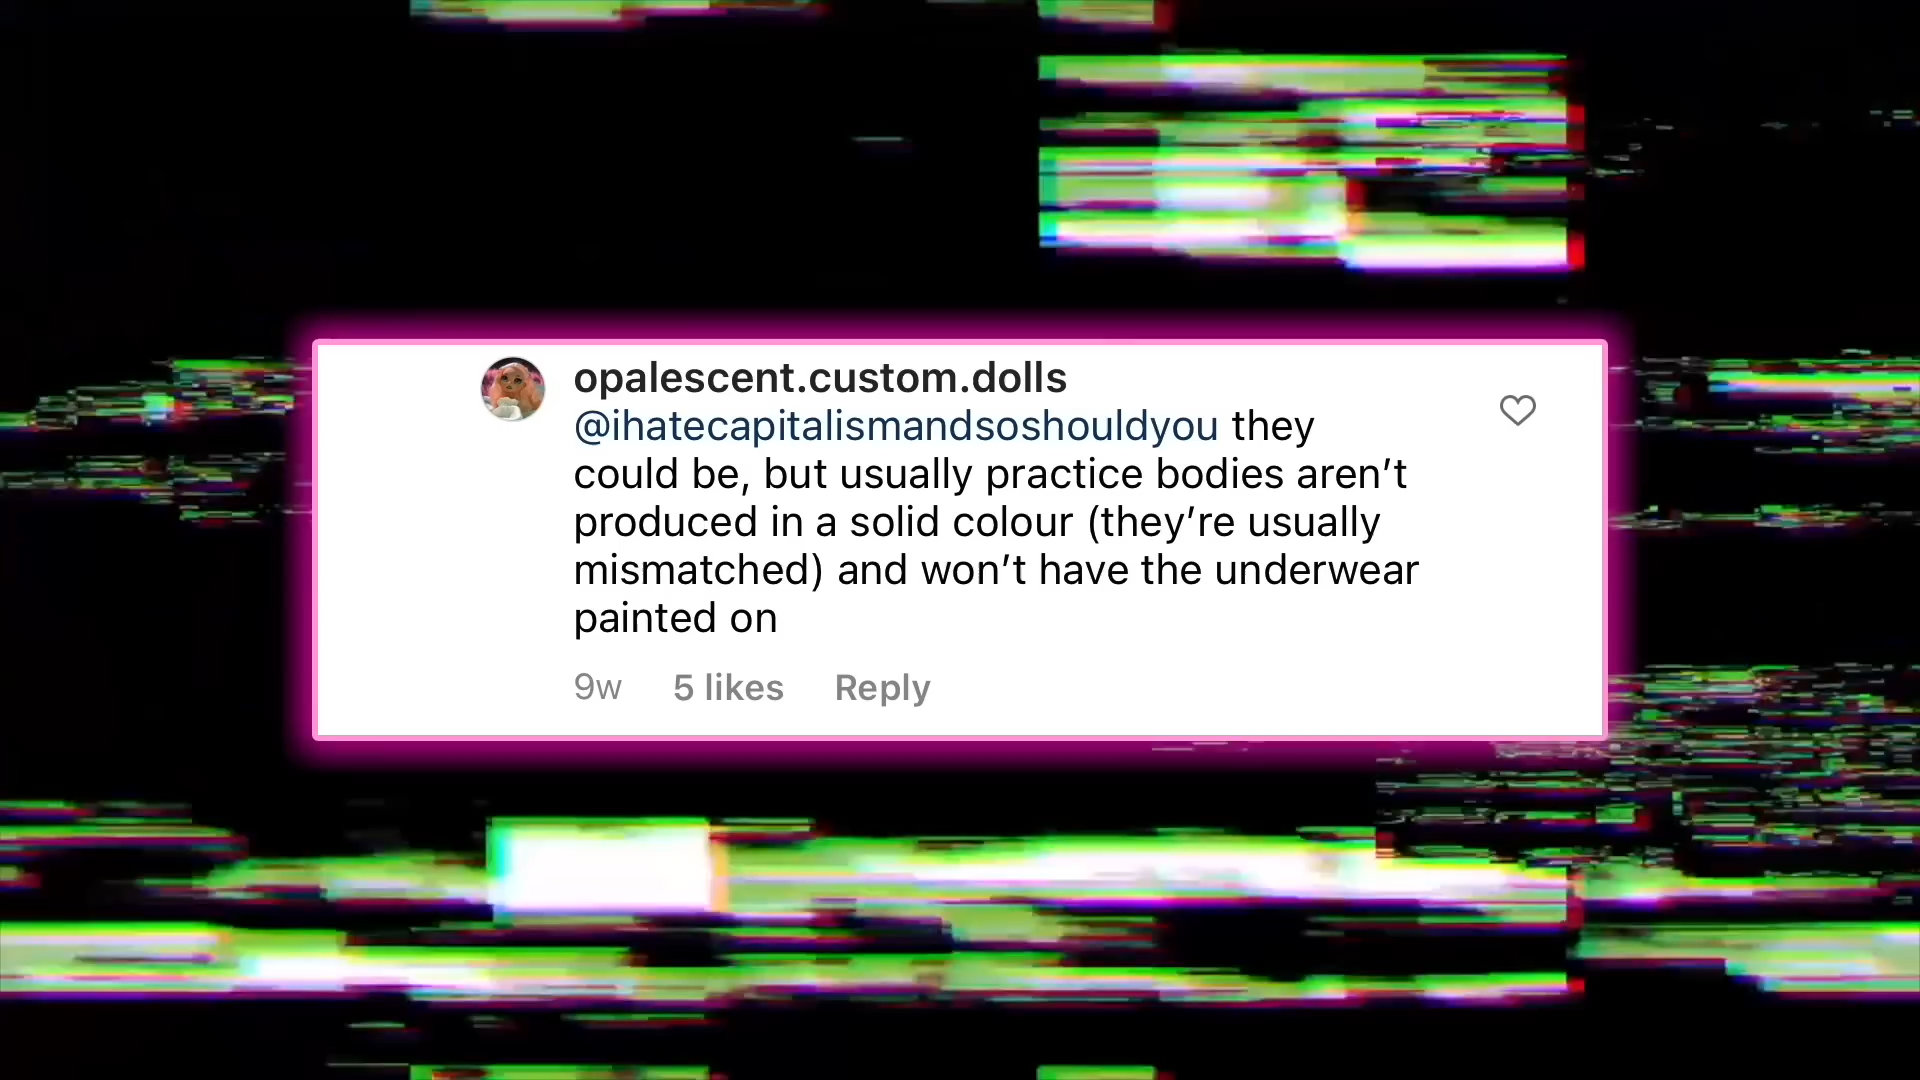 opalescent.custom.dolls
@ihatecapitalismandsoshouldyou they
could be, but usually practice bodies aren’t
produced in a solid colour (they’re usually
mismatched) and won’t have the underwear
painted on
9w 5 likes Reply